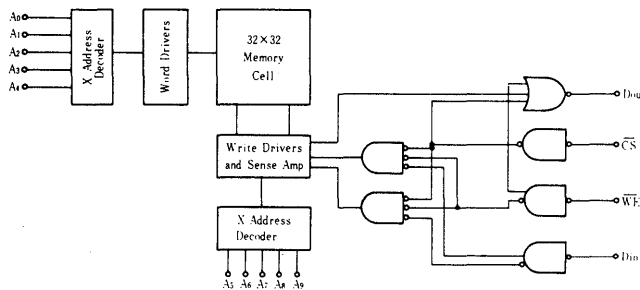 A0
A1
A2
A3
A4
X Address
Decoder
Word Drivers
32×32
Memory
Cell
Write Drivers
and Sense Amp
X Address
Decoder
A5 A6 A7 A8 A9
Dou
CS
WE
Din